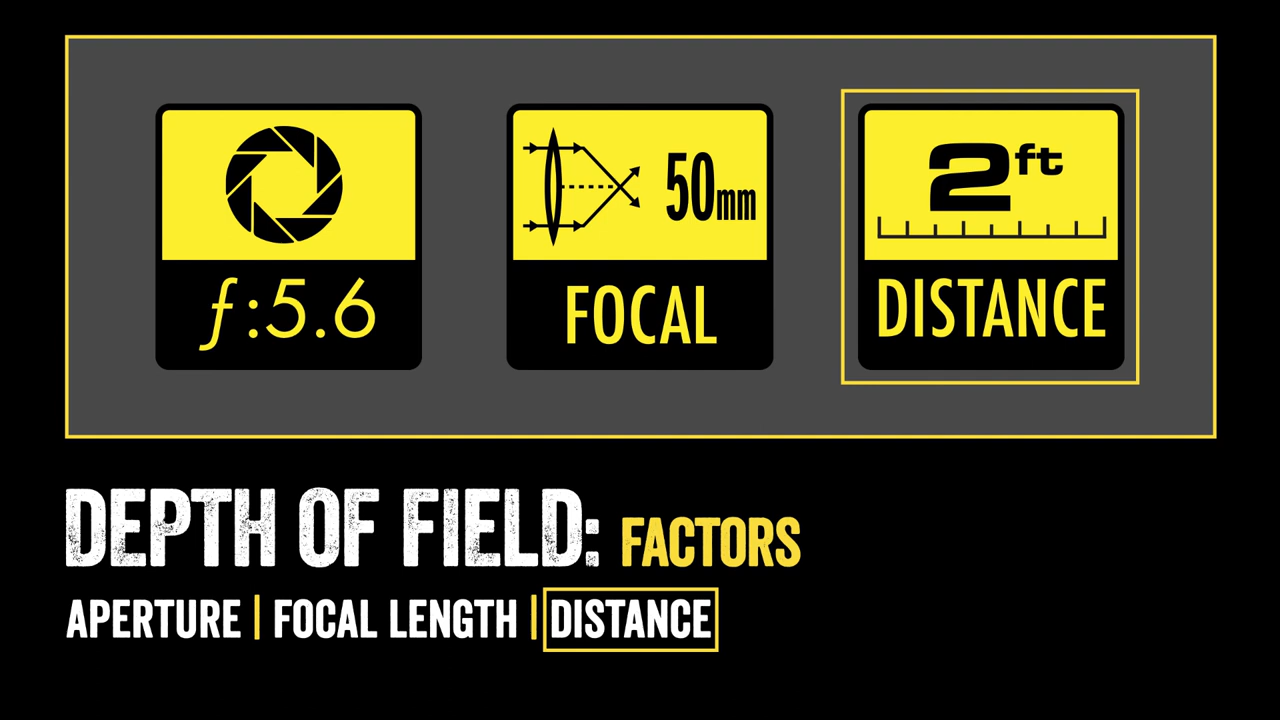 50mm
2ft
ƒ:5.6
FOCAL
DISTANCE
DEPTH OF FIELD: FACTORS
APERTURE | FOCAL LENGTH | DISTANCE